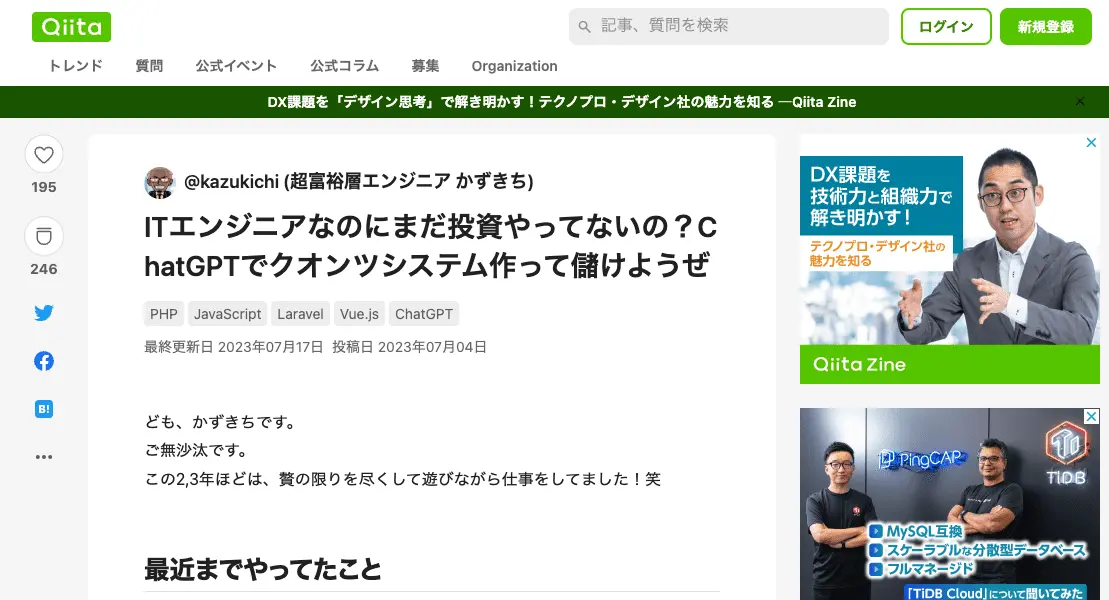 Qiita
記事、質問を検索
ログイン
新規登録
トレンド
質問
公式イベント
公式コラム
募集
Organization
DX課題を「デザイン思考」で解き明かす！テクノプロ・デザイン社の魅力を知る ―Qiita Zine
195
246
B!
@kazukichi (超富裕層エンジニア かずきち)
ITエンジニアなのにまだ投資やってないの？C
hatGPTでクオンツシステム作って儲けようぜ
PHP
JavaScript
Laravel
Vue.js
ChatGPT
最終更新日 2023年07月17日 投稿日 2023年07月04日
ども、かずきちです。
ご無沙汰です。
この2,3年ほどは、贅の限りを尽くして遊びながら仕事をしてました！笑
最近までやってたこと
DX課題を
技術力と組織力で
解き明かす！
テクノプロ・デザイン社の
魅力を知る
Qiita Zine
PingCAP
TiDB
MySQL互換
スケーラブルな分散型データベース
フルマネージド
「TiDB Cloud」について聞いてみた